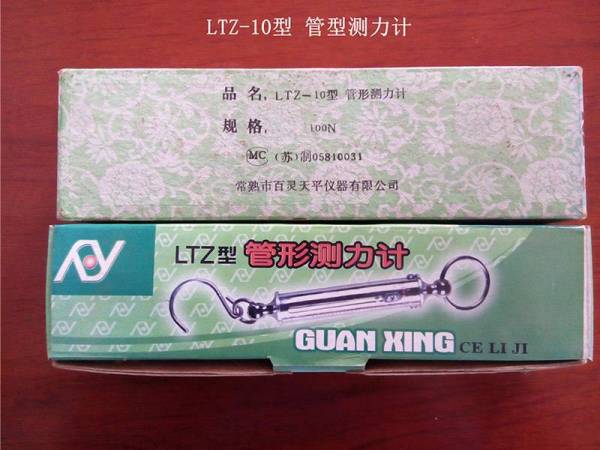 LTZ-10型 管型测力计
品 名, LTZ-10型 管形测力计
规 格, 100N
MC (苏)制05810031
常熟市百灵天平仪器有限公司
LTZ型 管形测力计
GUAN XING CE LI JI